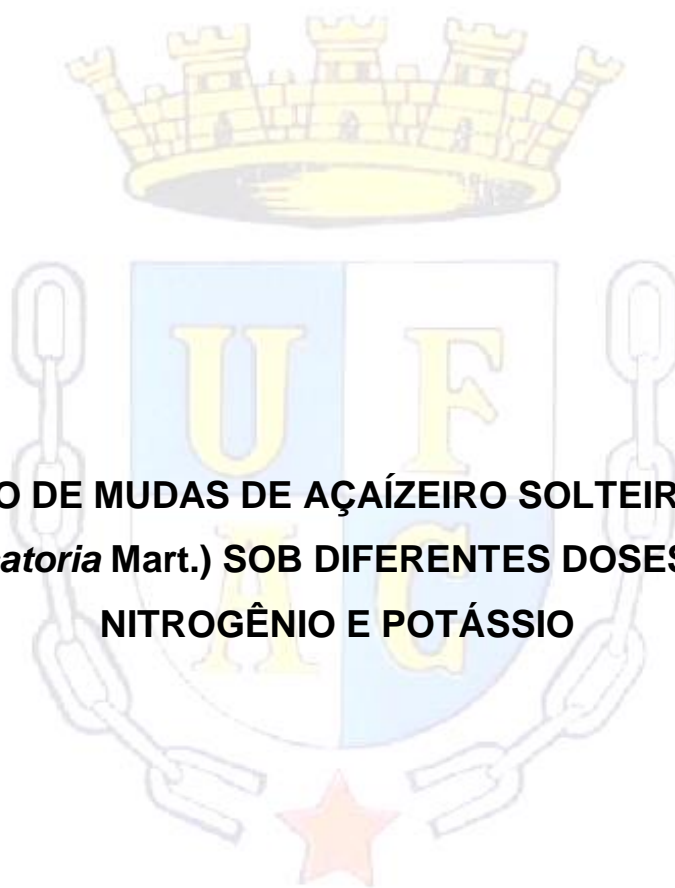 U F
O DE MUDAS DE AÇAÍZEIRO SOLTEIR
atoria Mart.) SOB DIFERENTES DOSES
NITROGÊNIO E POTÁSSIO
A C